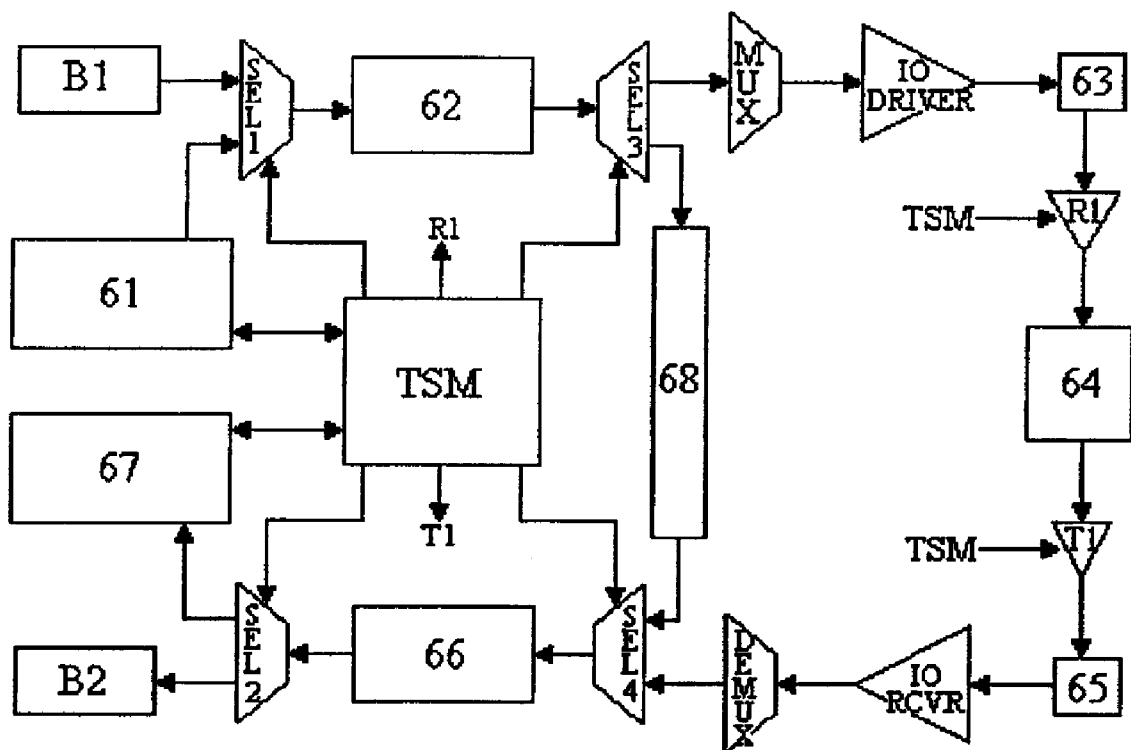 B1
SEL1
62
SEL3
MUX
IO
DRIVER
63
R1
TSM
R1
61
TSM
68
64
67
T1
TSM
T1
B2
SEL2
66
SEL4
DEMUX
IO
RCVR
65